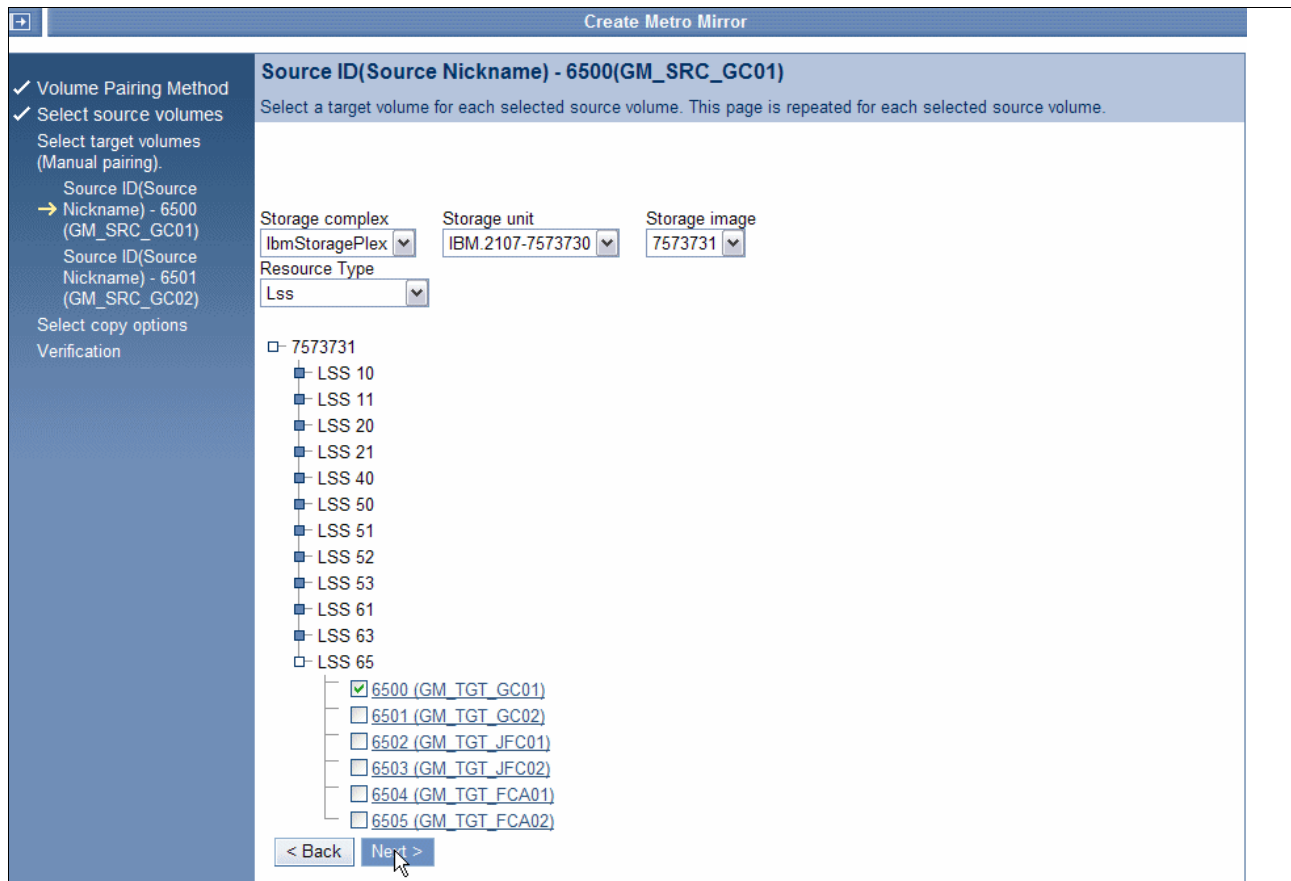 Create Metro Mirror
Volume Pairing Method
Select source volumes
Select target volumes
(Manual pairing).
Source ID(Source
Nickname) - 6500
(GM_SRC_GC01)
Source ID(Source
Nickname) - 6501
(GM_SRC_GC02)
Select copy options
Verification
Source ID(Source Nickname) - 6500(GM_SRC_GC01)
Select a target volume for each selected source volume. This page is repeated for each selected source volume.
Storage complex Storage unit Storage image
IbmStoragePlex IBM.2107-7573730 7573731
Resource Type
Lss
7573731
LSS 10
LSS 11
LSS 20
LSS 21
LSS 40
LSS 50
LSS 51
LSS 52
LSS 53
LSS 61
LSS 63
LSS 65
6500 (GM_TGT_GC01)
6501 (GM_TGT_GC02)
6502 (GM_TGT_JFC01)
6503 (GM_TGT_JFC02)
6504 (GM_TGT_FCA01)
6505 (GM_TGT_FCA02)
< Back Next >